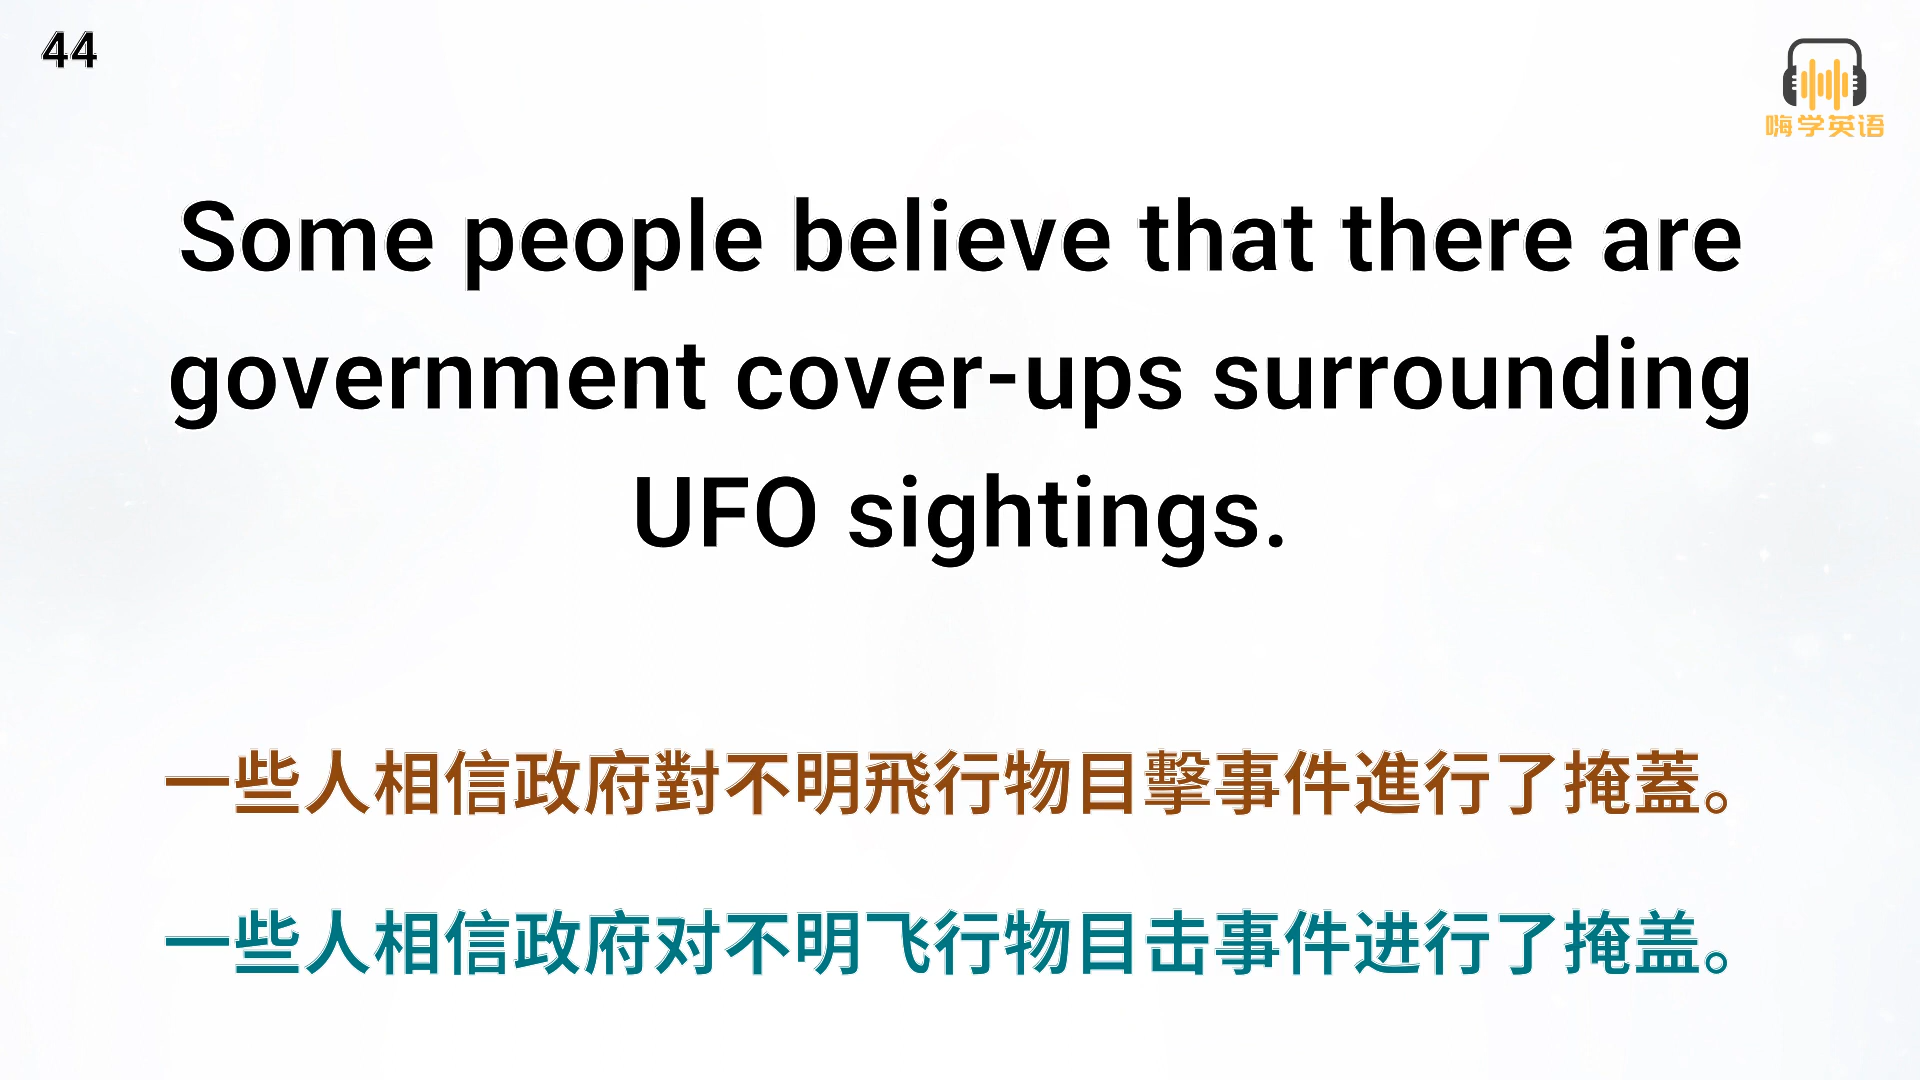 44
嗨学英语
Some people believe that there are
government cover-ups surrounding
UFO sightings.
一些人相信政府對不明飛行物目擊事件進行了掩蓋。
一些人相信政府对不明飞行物目击事件进行了掩盖。